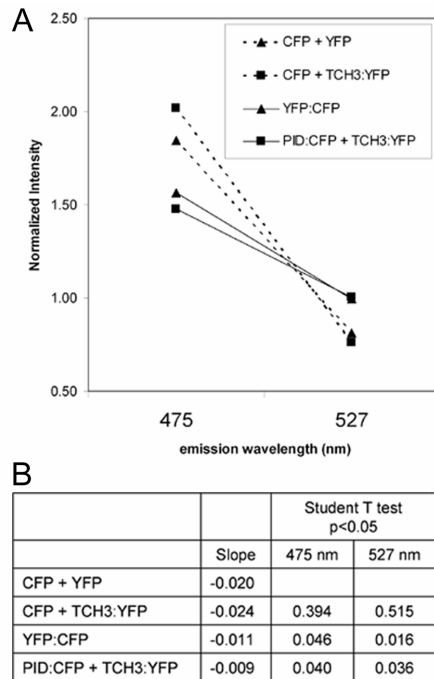 A
2.50
2.00
1.50
1.00
0.50
Normalized Intensity
CFP + YFP
CFP + TCH3:YFP
YFP:CFP
PID:CFP + TCH3:YFP
475 527
emission wavelength (nm)
B
Student T test
p<0.05
Slope 475 nm 527 nm
CFP + YFP -0.020
CFP + TCH3:YFP -0.024 0.394 0.515
YFP:CFP -0.011 0.046 0.016
PID:CFP + TCH3:YFP -0.009 0.040 0.036